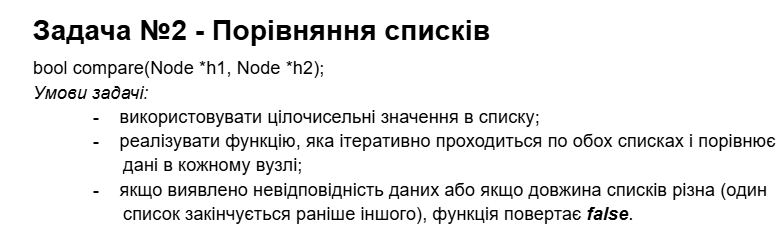 Задача №2 - Порівняння списків
bool compare(Node *h1, Node *h2);
Умови задачі:
- використовувати цілочисельні значення в списку;
- реалізувати функцію, яка ітеративно проходиться по обох списках і порівнює
дані в кожному вузлі;
- якщо виявлено невідповідність даних або якщо довжина списків різна (один
список закінчується раніше іншого), функція повертає false.